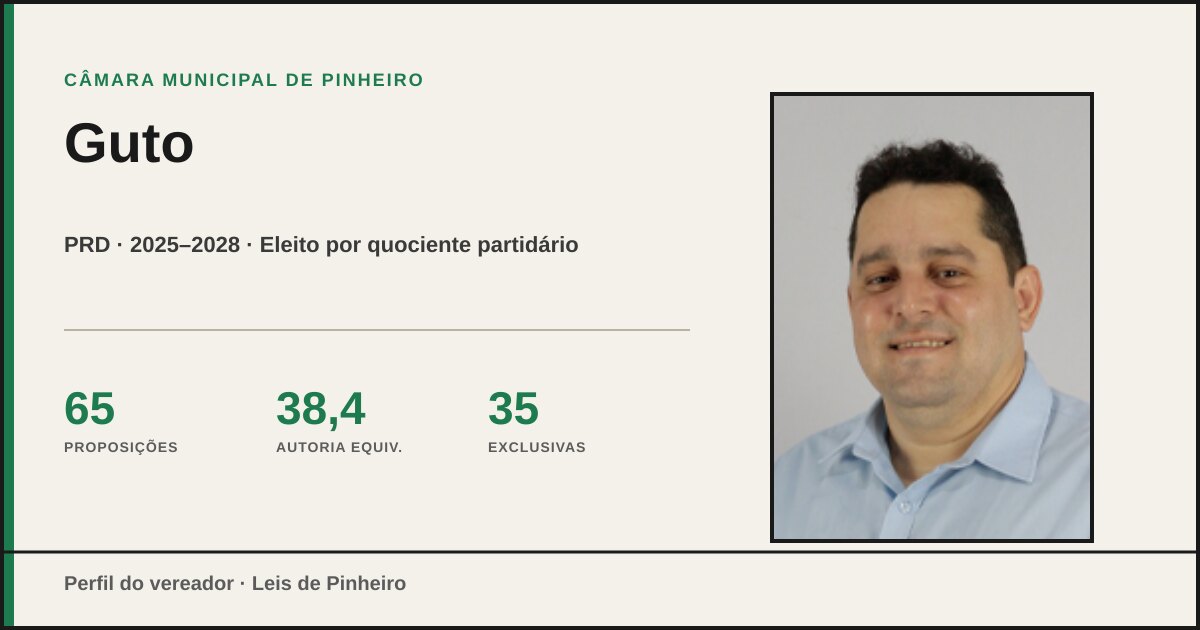 CÂMARA MUNICIPAL DE PINHEIRO
Guto
PRD · 2025–2028 · Eleito por quociente partidário
65
PROPOSIÇÕES
38,4
AUTORIA EQUIV.
35
EXCLUSIVAS
Perfil do vereador · Leis de Pinheiro